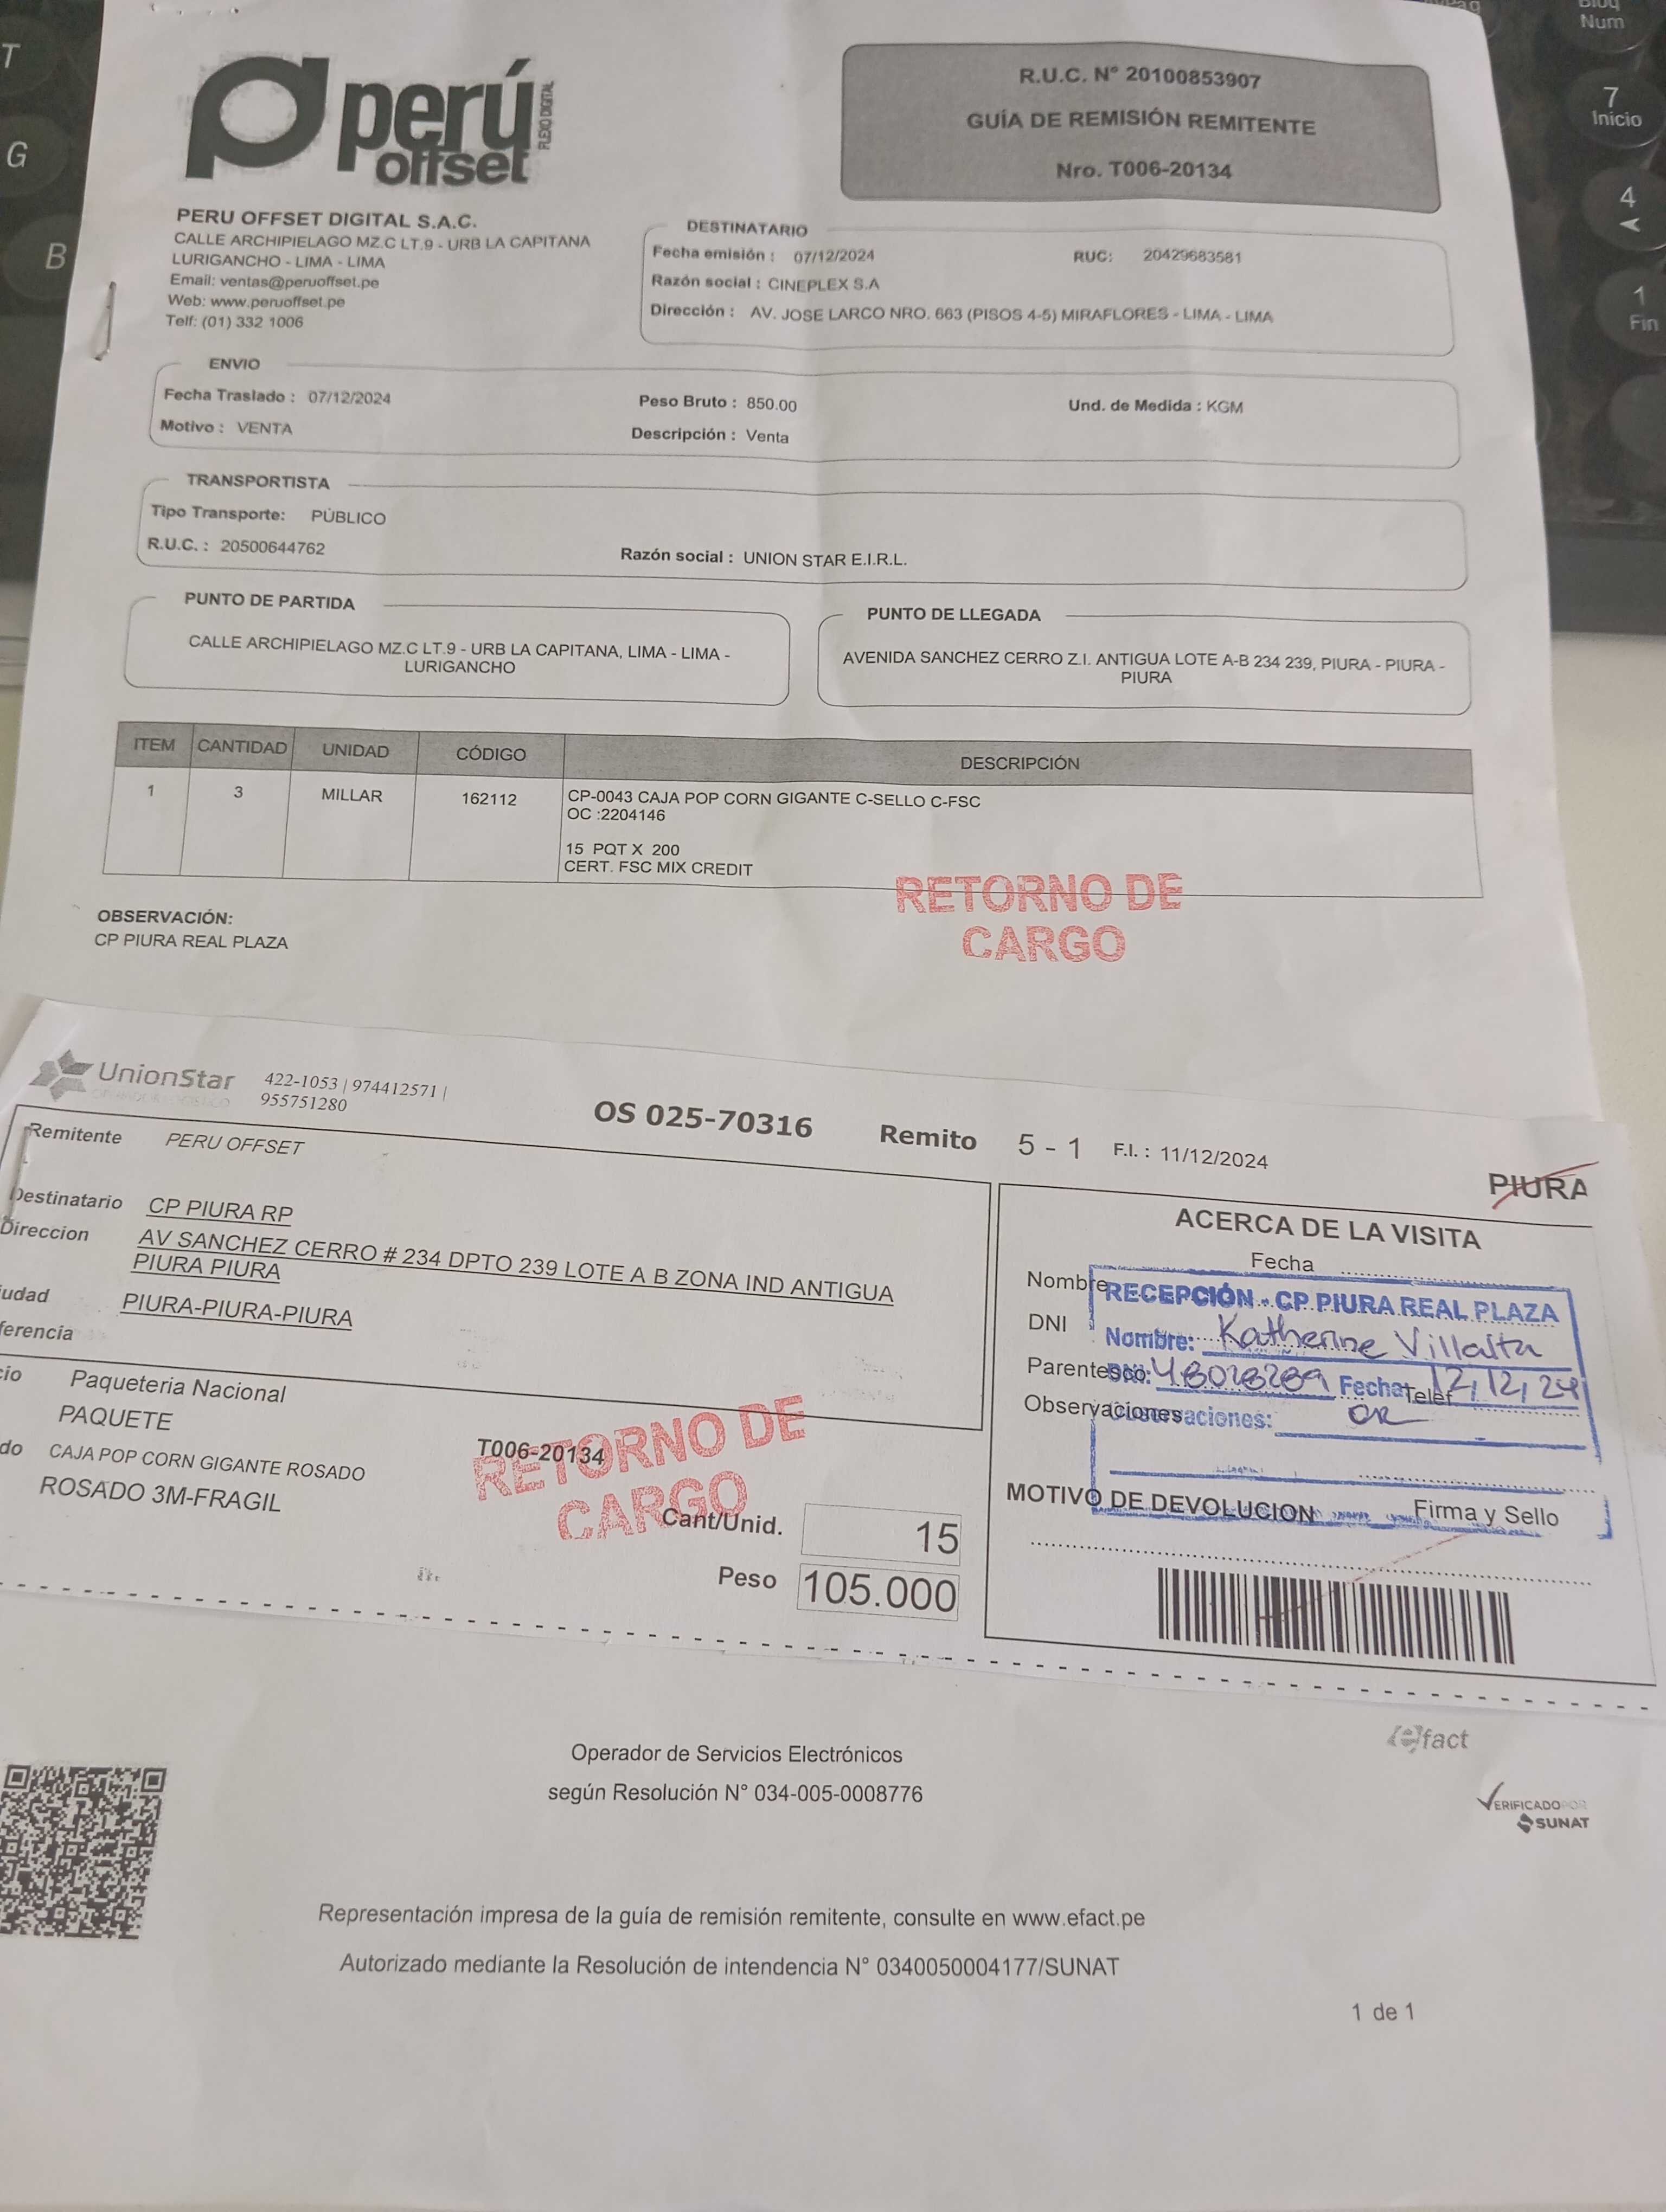 perú
offset
FLEXO DIGITAL
R.U.C. N° 20100853907
GUÍA DE REMISIÓN REMITENTE
Nro. T006-20134
PERU OFFSET DIGITAL S.A.C.
CALLE ARCHIPIELAGO MZ.C LT.9 - URB LA CAPITANA
LURIGANCHO - LIMA - LIMA
Email: ventas@peruoffset.pe
Web: www.peruoffset.pe
Telf: (01) 332 1006
DESTINATARIO
Fecha emisión : 07/12/2024 RUC: 20429683581
Razón social : CINEPLEX S.A
Dirección : AV. JOSE LARCO NRO. 663 (PISOS 4-5) MIRAFLORES - LIMA - LIMA
ENVIO
Fecha Traslado : 07/12/2024 Peso Bruto : 850.00 Und. de Medida : KGM
Motivo : VENTA Descripción : Venta
TRANSPORTISTA
Tipo Transporte: PÚBLICO
R.U.C. : 20500644762 Razón social : UNION STAR E.I.R.L.
PUNTO DE PARTIDA
CALLE ARCHIPIELAGO MZ.C LT.9 - URB LA CAPITANA, LIMA - LIMA -
LURIGANCHO
PUNTO DE LLEGADA
AVENIDA SANCHEZ CERRO Z.I. ANTIGUA LOTE A-B 234 239, PIURA - PIURA -
PIURA
ITEM CANTIDAD UNIDAD CÓDIGO DESCRIPCIÓN
1 3 MILLAR 162112 CP-0043 CAJA POP CORN GIGANTE C-SELLO C-FSC
OC :2204146
15 PQT X 200
CERT. FSC MIX CREDIT
RETORNO DE
CARGO
OBSERVACIÓN:
CP PIURA REAL PLAZA
UnionStar
422-1053 | 974412571 |
955751280
OS 025-70316 Remito 5 - 1 F.I. : 11/12/2024
PIURA
Remitente PERU OFFSET
Destinatario CP PIURA RP
Direccion AV SANCHEZ CERRO # 234 DPTO 239 LOTE A B ZONA IND ANTIGUA
PIURA PIURA
udad PIURA-PIURA-PIURA
ferencia
cio Paqueteria Nacional
PAQUETE
do CAJA POP CORN GIGANTE ROSADO
ROSADO 3M-FRAGIL
T006-20134
RETORNO DE
CARGO
Cant/Unid. 15
Peso 105.000
ACERCA DE LA VISITA
Fecha
Nombre
DNI
Parentesco:
Telef
Observaciones
RECEPCIÓN - CP PIURA REAL PLAZA
Nombre: Katherine Villalta
DNI: 48028289 Fecha: 12, 12, 24
Observaciones: OK
MOTIVO DE DEVOLUCION
Firma y Sello
efact
Operador de Servicios Electrónicos
según Resolución N° 034-005-0008776
VERIFICADO POR
SUNAT
Representación impresa de la guía de remisión remitente, consulte en www.efact.pe
Autorizado mediante la Resolución de intendencia N° 0340050004177/SUNAT
1 de 1
T
G
B
Num
7
Inicio
4
1
Fin